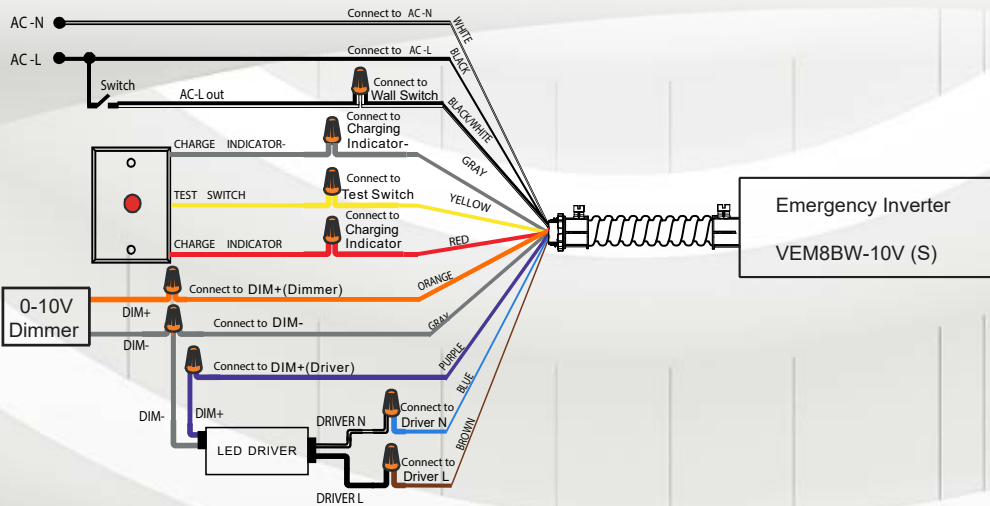 AC-N
Connect to AC-N
WHITE
AC-L
Connect to AC-L
BLACK
Switch
AC-L out
Connect to
Wall Switch
BLACK/WHITE
CHARGE INDICATOR-
Connect to
Charging
Indicator-
GRAY
TEST SWITCH
Connect to
Test Switch
YELLOW
CHARGE INDICATOR
Connect to
Charging
Indicator
RED
Emergency Inverter
VEM8BW-10V (S)
0-10V
Dimmer
DIM+
Connect to DIM+(Dimmer)
ORANGE
DIM-
Connect to DIM-
GRAY
Connect to DIM+(Driver)
PURPLE
DIM-
DIM+
LED DRIVER
DRIVER N
Connect to
Driver N
BLUE
DRIVER L
Connect to
Driver L
BROWN